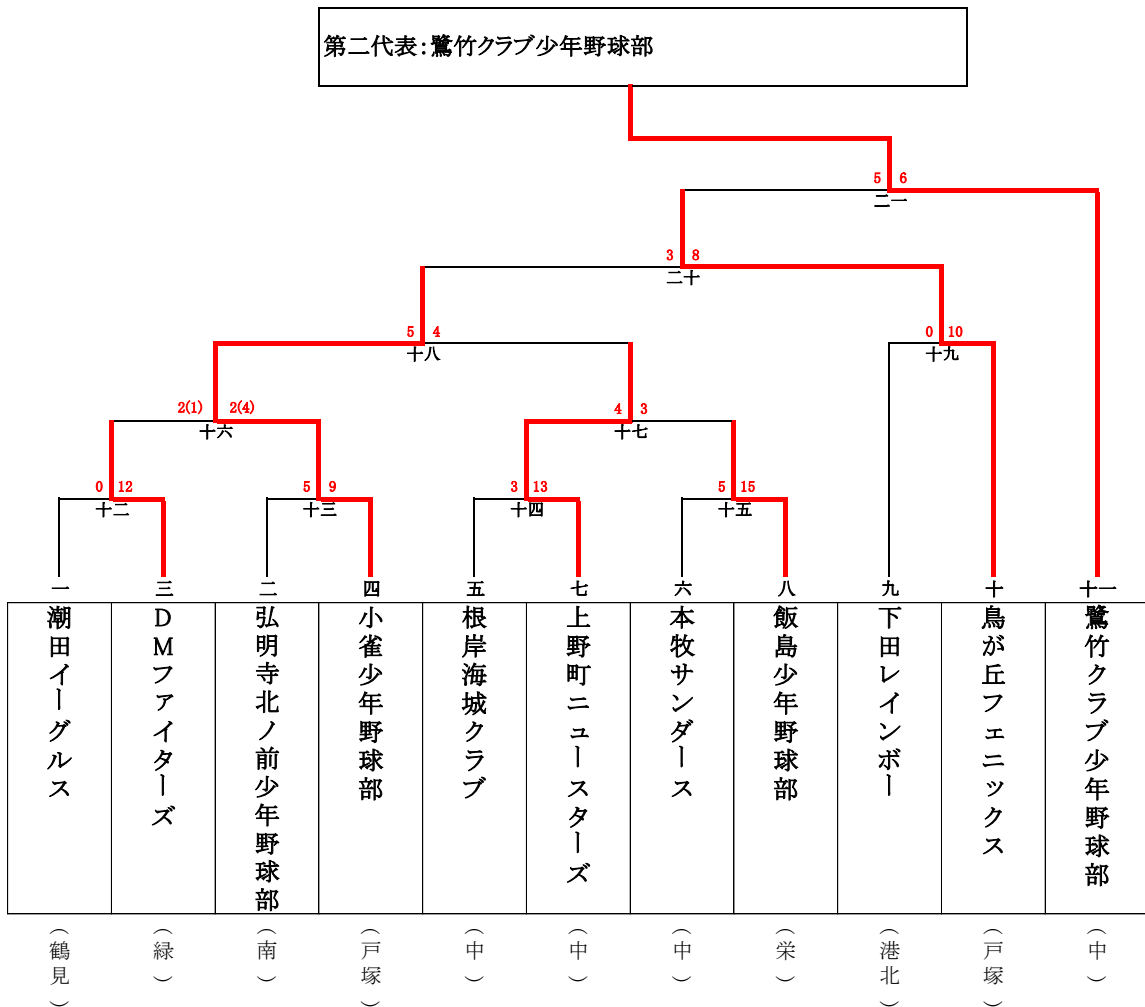 第二代表：鷺竹クラブ少年野球部
5 6
二一
3 8
二十
5 4
十八
0 10
十九
2(1) 2(4)
十六
4 3
十七
0 12
十二
5 9
十三
3 13
十四
5 15
十五
一
三
二
四
五
七
六
八
九
十
十一
潮田イーグルス
DMファイターズ
弘明寺北ノ前少年野球部
小雀少年野球部
根岸海城クラブ
上野町ニュースターズ
本牧サンダース
飯島少年野球部
下田レインボー
鳥が丘フェニックス
鷺竹クラブ少年野球部
（鶴見）
（緑）
（南）
（戸塚）
（中）
（中）
（中）
（栄）
（港北）
（戸塚）
（中）